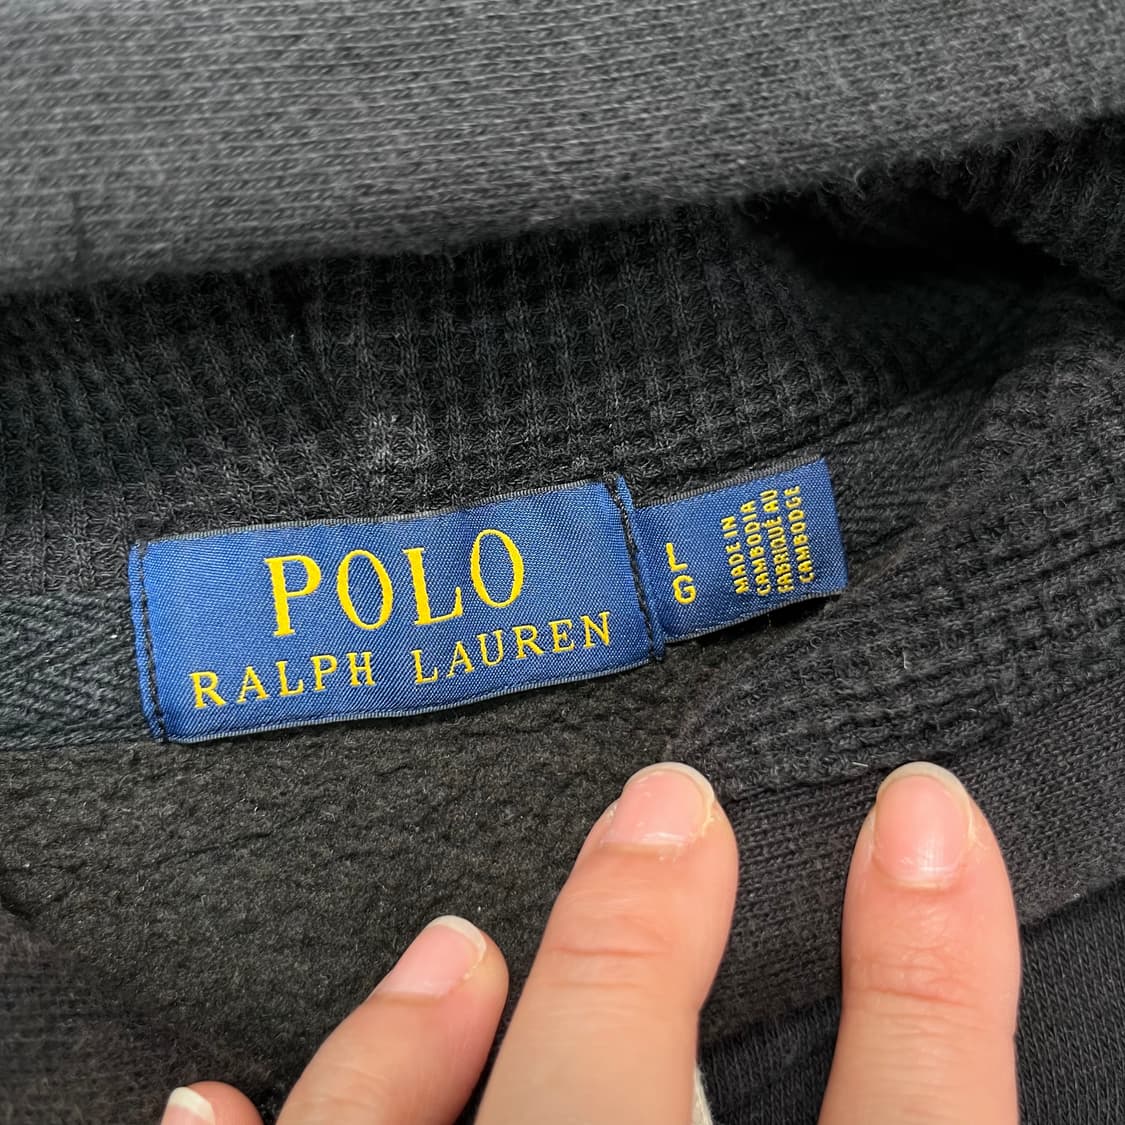 POLO
RALPH LAUREN
L
G
MADE IN
CAMBODIA
FABRIQUÉ AU
CAMBODGE